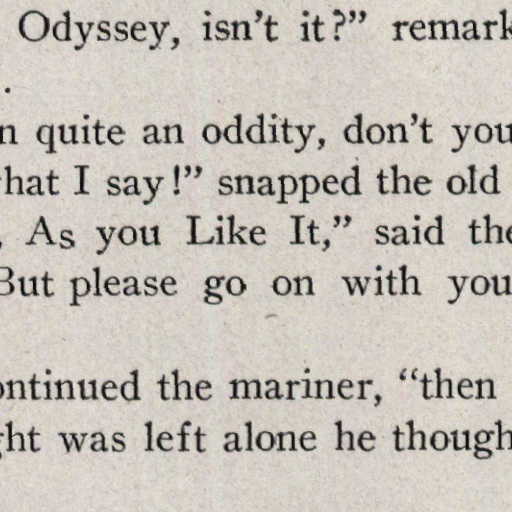 Odyssey, isn't it?" remark
.
n quite an oddity, don't you
hat I say!" snapped the old
, As you Like It," said the
But please go on with you
ontinued the mariner, "then
ght was left alone he though